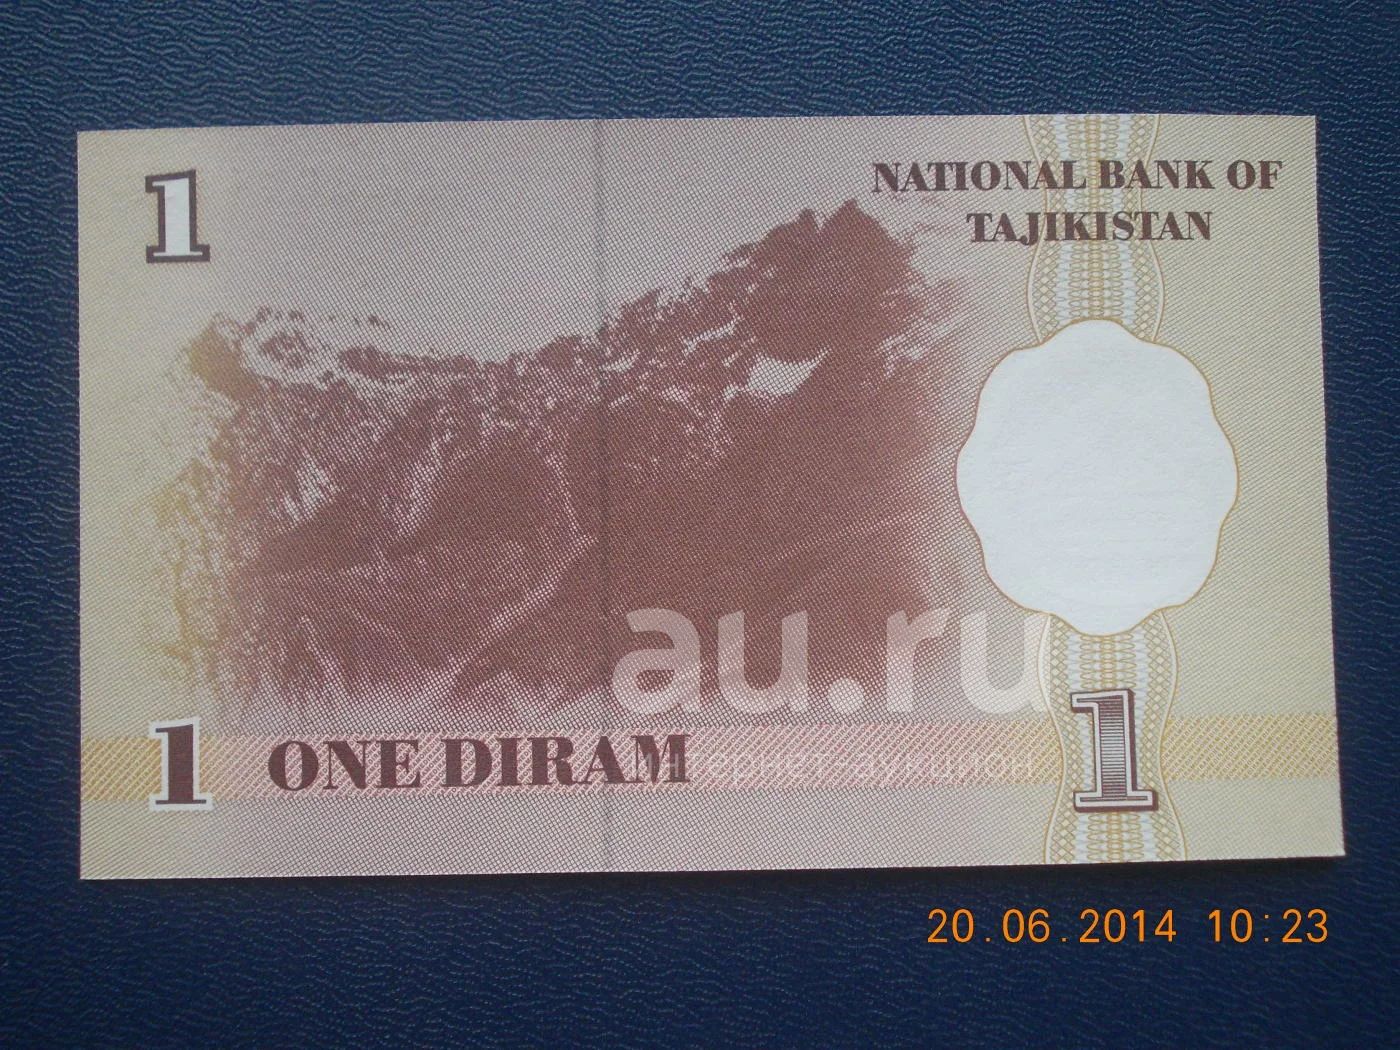 1
NATIONAL BANK OF
TAJIKISTAN
au.ru
интернет-аукцион
1
ONE DIRAM
1
20.06.2014 10:23